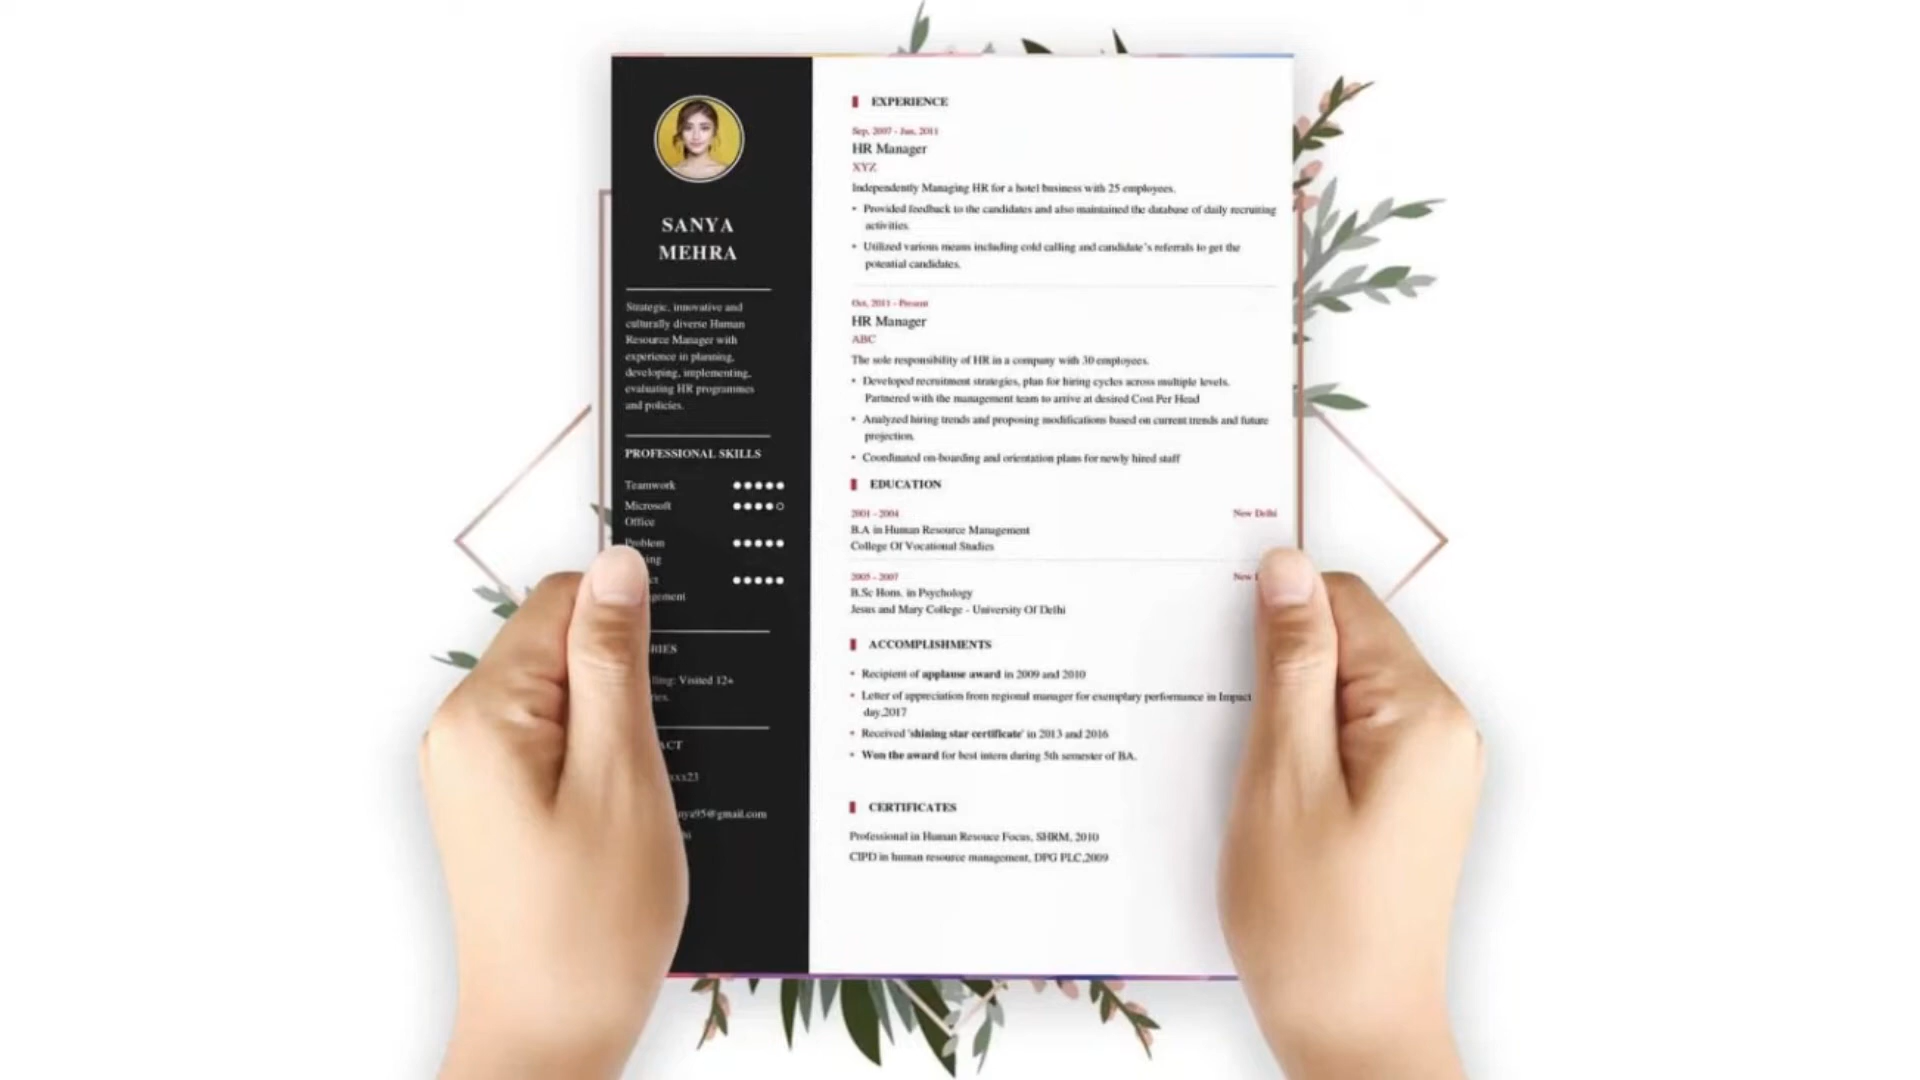 SANYA
MEHRA
Strategic, innovative and
culturally diverse Human
Resource Manager with
experience in planning,
developing, implementing,
evaluating HR programmes
and policies.
PROFESSIONAL SKILLS
Teamwork
Microsoft
Office
Problem
Visited 12+
xxx23
nya95@gmail.com
EXPERIENCE
Sep, 2007 - Jan, 2011
HR Manager
XYZ
Independently Managing HR for a hotel business with 25 employees.
• Provided feedback to the candidates and also maintained the database of daily recruiting
activities.
• Utilized various means including cold calling and candidate's referrals to get the
potential candidates.
Oct, 2011 - Present
HR Manager
ABC
The sole responsibility of HR in a company with 30 employees.
• Developed recruitment strategies, plan for hiring cycles across multiple levels.
Partnered with the management team to arrive at desired Cost Per Head
• Analyzed hiring trends and proposing modifications based on current trends and future
projection.
• Coordinated on-boarding and orientation plans for newly hired staff
EDUCATION
2001 - 2004 New Delhi
B.A in Human Resource Management
College Of Vocational Studies
2005 - 2007 New
B.Sc Hons. in Psychology
Jesus and Mary College - University Of Delhi
ACCOMPLISHMENTS
• Recipient of applause award in 2009 and 2010
• Letter of appreciation from regional manager for exemplary performance in Impact
day,2017
• Received 'shining star certificate' in 2013 and 2016
• Won the award for best intern during 5th semester of BA.
CERTIFICATES
Professional in Human Resouce Focus, SHRM, 2010
CIPD in human resource management, DPG PLC,2009